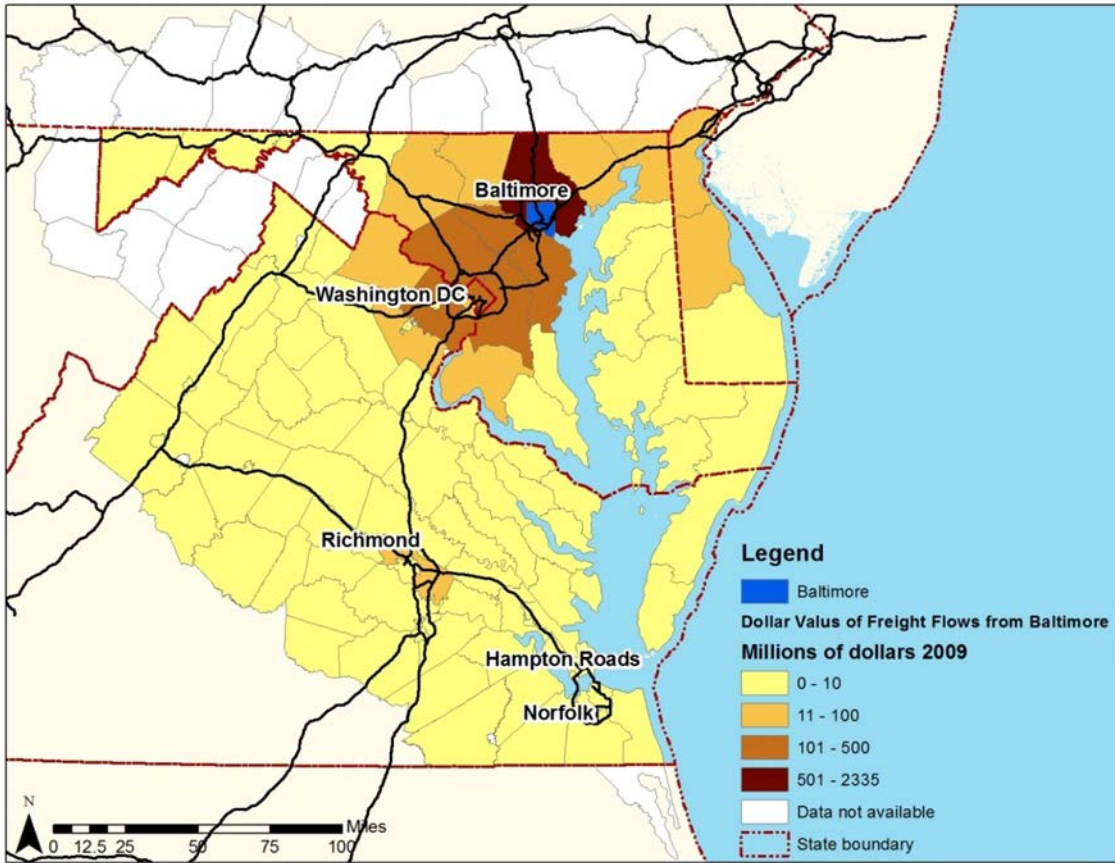 Baltimore
Washington DC
Richmond
Hampton Roads
Norfolk
Legend
Baltimore
Dollar Valus of Freight Flows from Baltimore
Millions of dollars 2009
0 - 10
11 - 100
101 - 500
501 - 2335
Data not available
State boundary
N
Miles
0 12.5 25 50 75 100